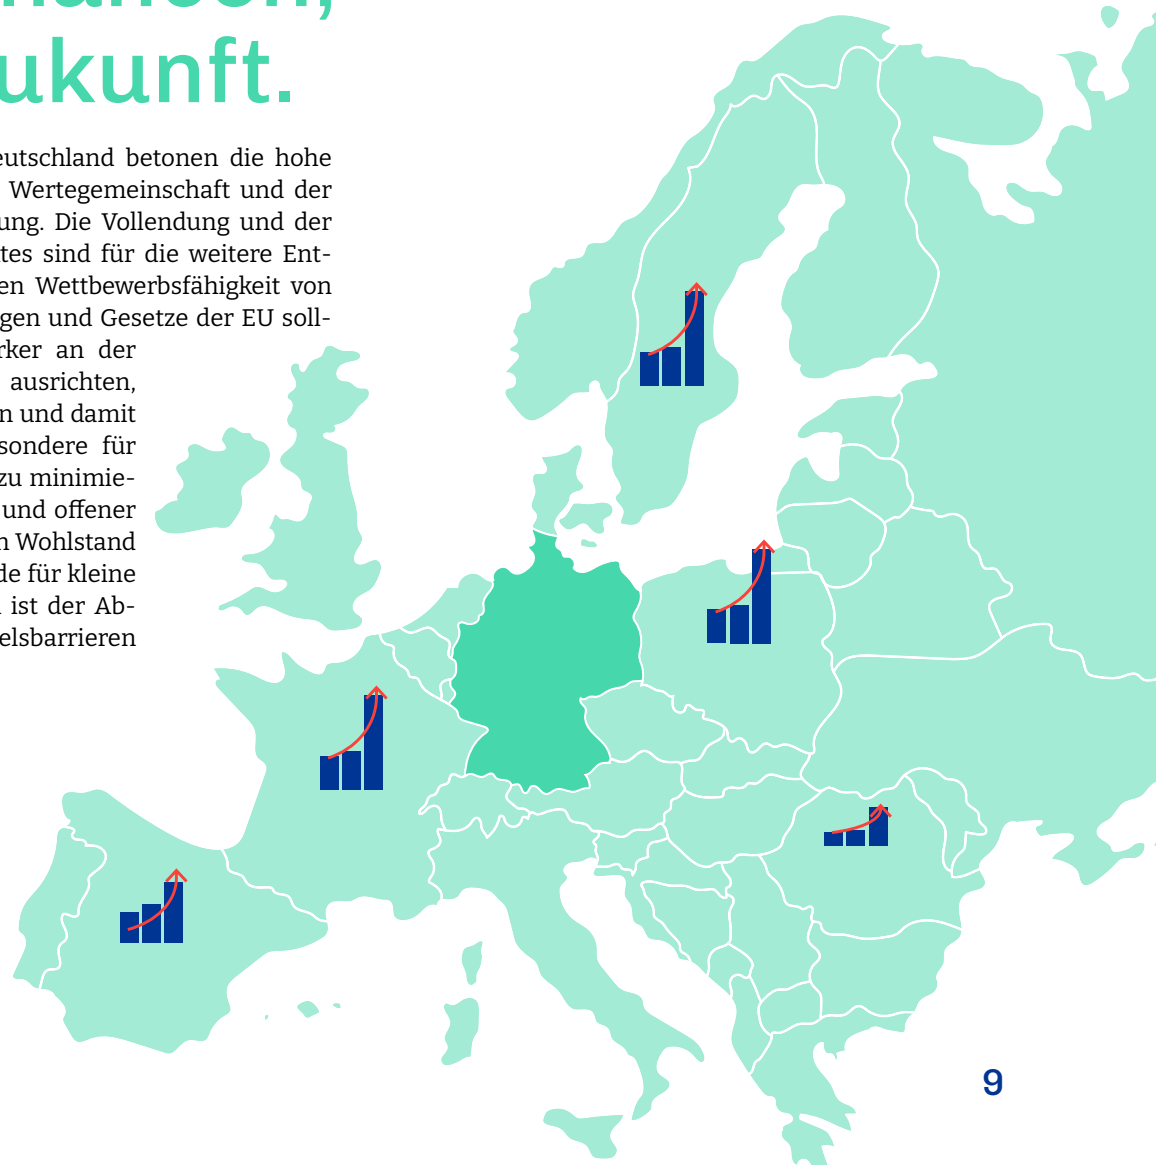 ukunft.
eutschland betonen die hohe
Wertegemeinschaft und der
ung. Die Vollendung und der
tes sind für die weitere Ent-
en Wettbewerbsfähigkeit von
gen und Gesetze der EU soll-
rker an der
ausrichten,
n und damit
sondere für
zu minimie-
und offener
n Wohlstand
de für kleine
ist der Ab-
elsbarrieren
9